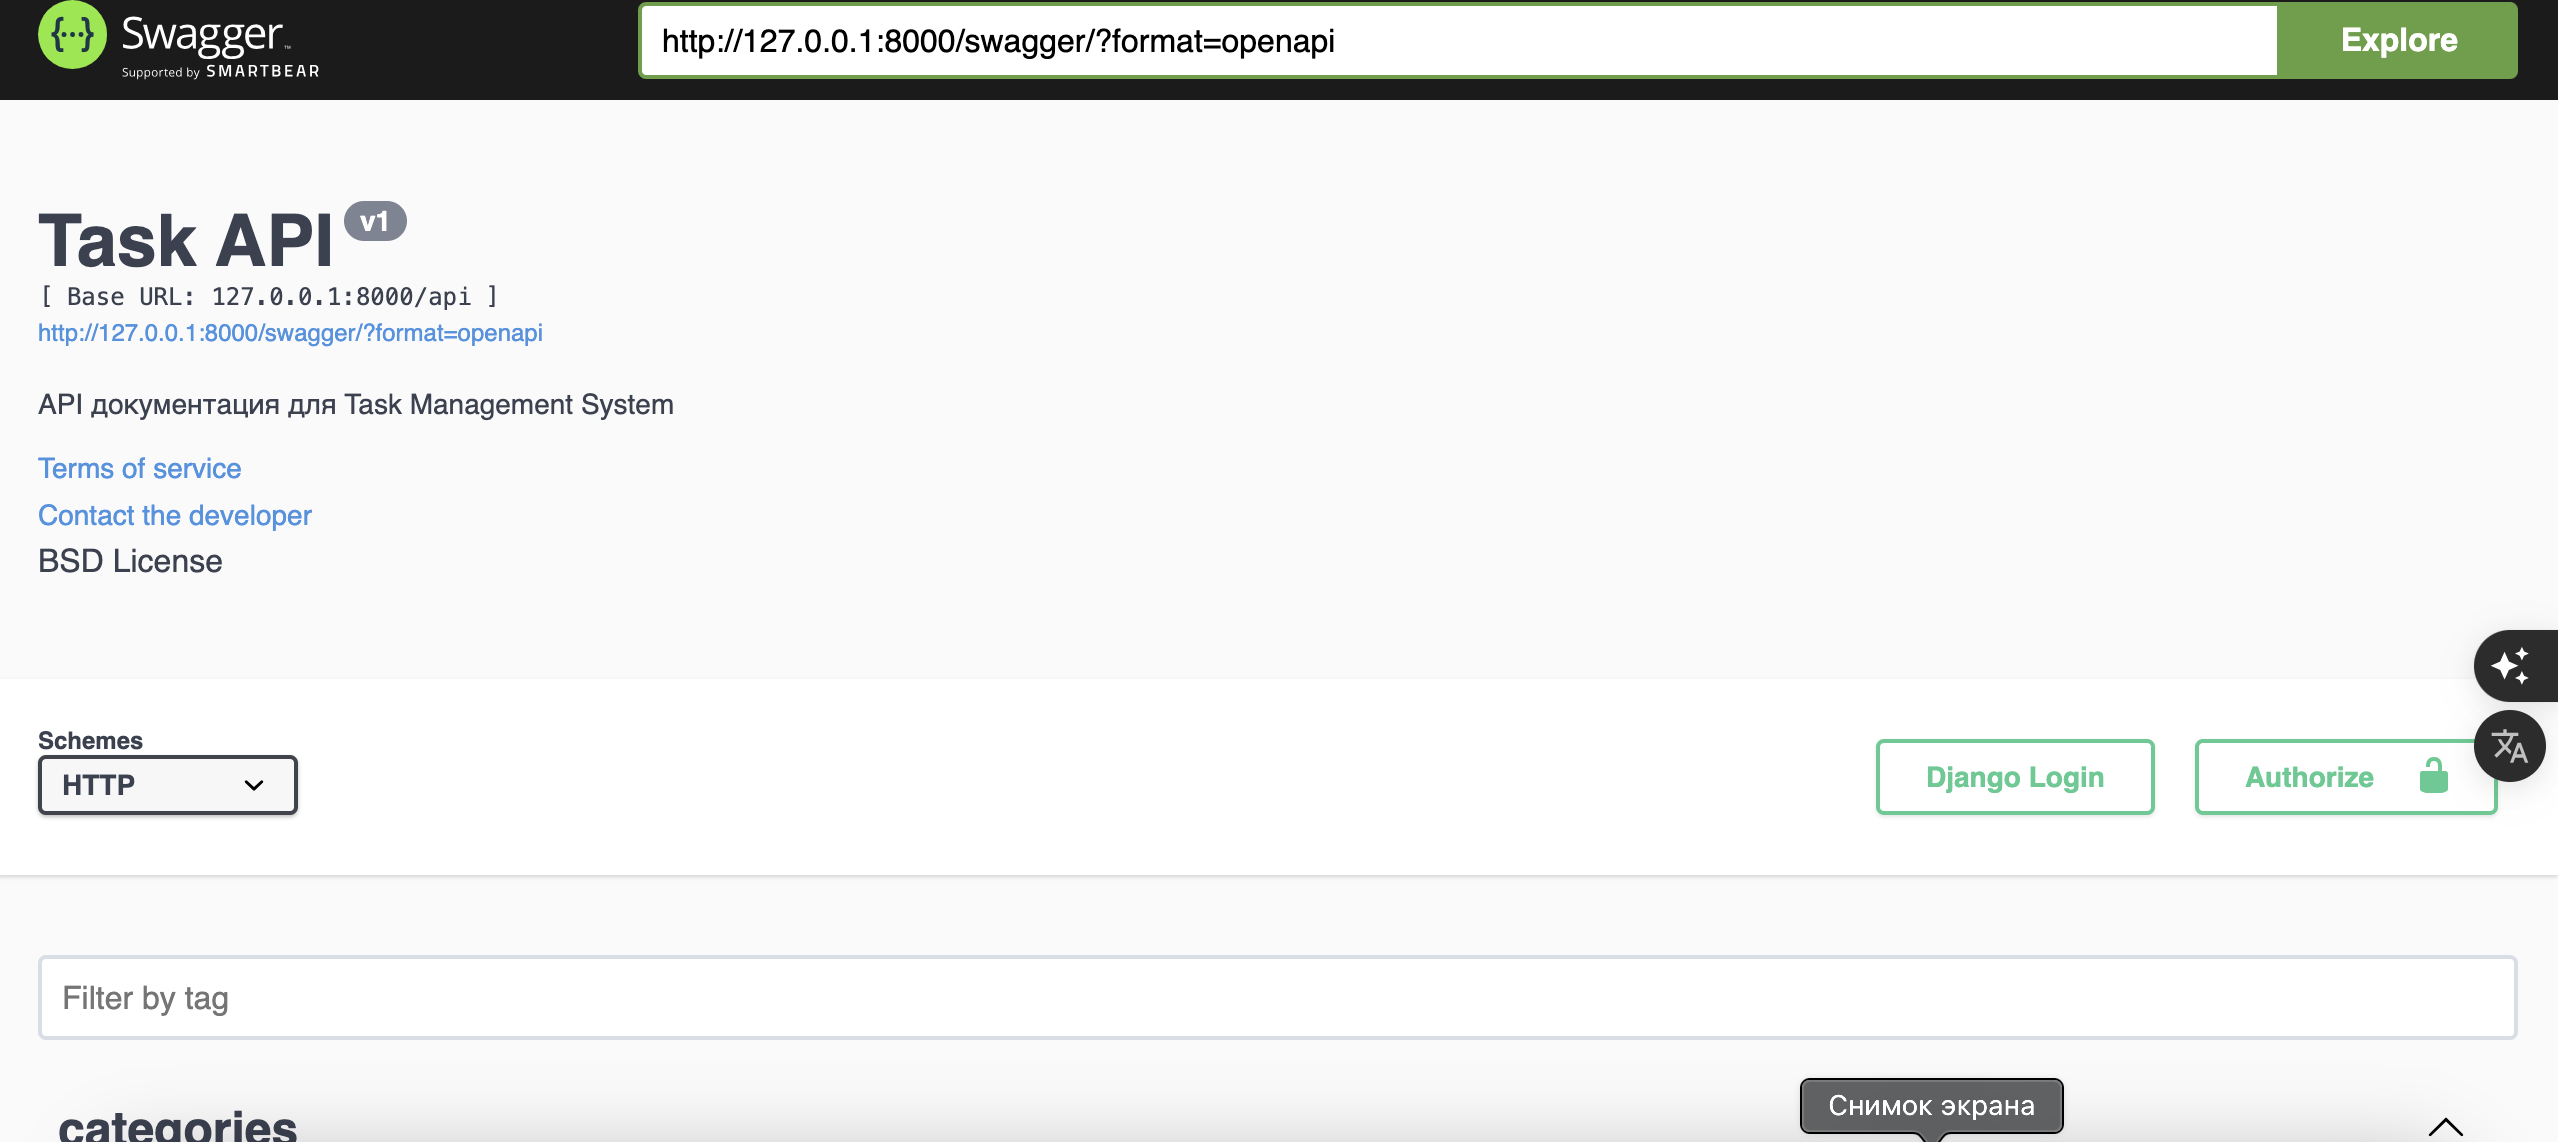 Swagger™
Supported by SMARTBEAR
http://127.0.0.1:8000/swagger/?format=openapi
Explore
Task API v1
[ Base URL: 127.0.0.1:8000/api ]
http://127.0.0.1:8000/swagger/?format=openapi
API документация для Task Management System
Terms of service
Contact the developer
BSD License
Schemes
HTTP
Django Login
Authorize
Filter by tag
categories
Снимок экрана